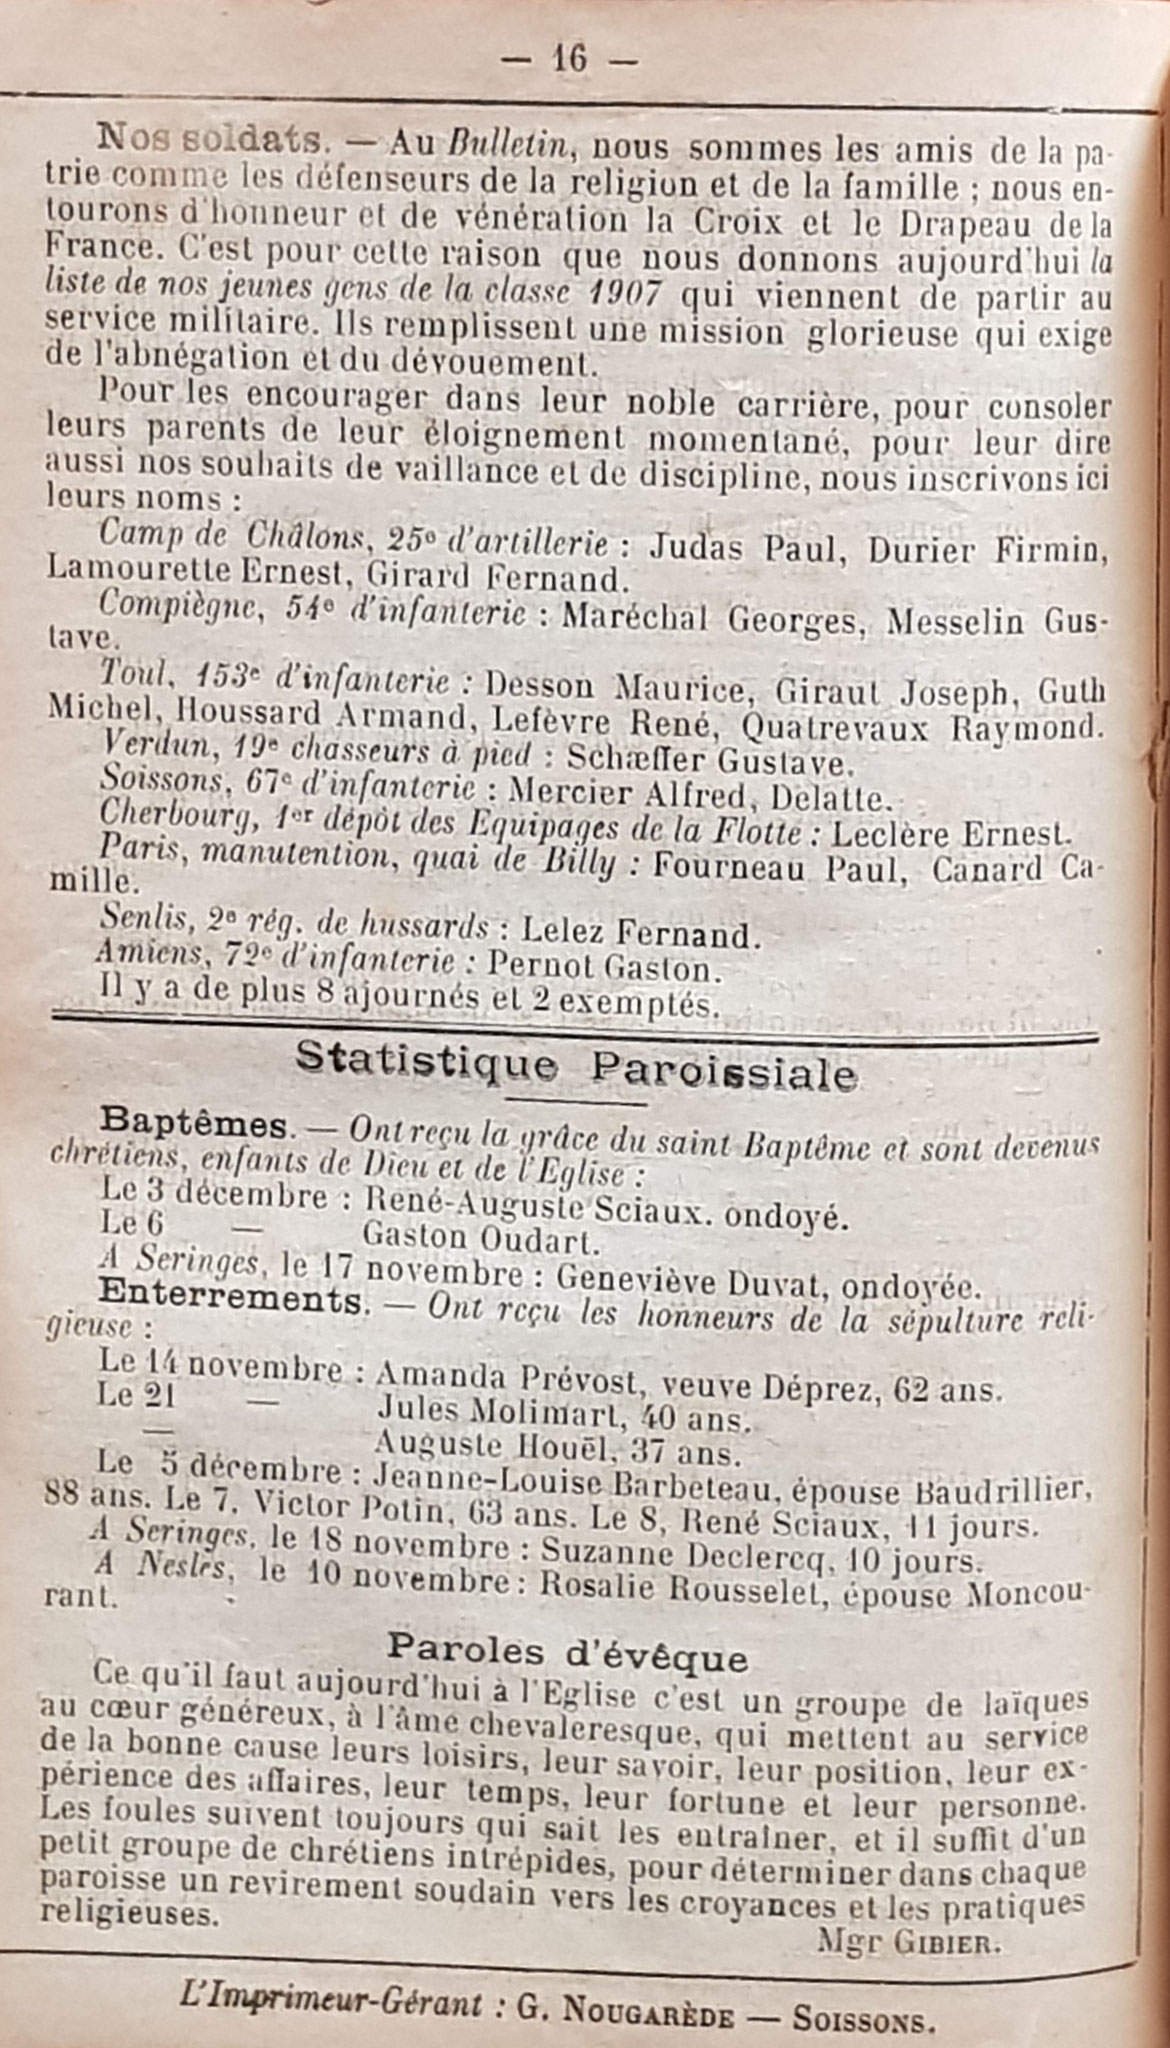 — 16 —
Nos soldats. — Au Bulletin, nous sommes les amis de la pa-
trie comme les défenseurs de la religion et de la famille ; nous en-
tourons d'honneur et de vénération la Croix et le Drapeau de la
France. C'est pour cette raison que nous donnons aujourd'hui la
liste de nos jeunes gens de la classe 1907 qui viennent de partir au
service militaire. Ils remplissent une mission glorieuse qui exige
de l'abnégation et du dévouement.
Pour les encourager dans leur noble carrière, pour consoler
leurs parents de leur éloignement momentané, pour leur dire
aussi nos souhaits de vaillance et de discipline, nous inscrivons ici
leurs noms :
Camp de Châlons, 25e d'artillerie : Judas Paul, Durier Firmin,
Lamourette Ernest, Girard Fernand.
Compiègne, 54e d'infanterie : Maréchal Georges, Messelin Gus-
tave.
Toul, 153e d'infanterie : Desson Maurice, Giraut Joseph, Guth
Michel, Houssard Armand, Lefèvre René, Quatrevaux Raymond.
Verdun, 19e chasseurs à pied : Schæffer Gustave.
Soissons, 67e d'infanterie : Mercier Alfred, Delatte.
Cherbourg, 1er dépôt des Equipages de la Flotte : Leclère Ernest.
Paris, manutention, quai de Billy : Fourneau Paul, Canard Ca-
mille.
Senlis, 2e rég. de hussards : Lelez Fernand.
Amiens, 72e d'infanterie : Pernot Gaston.
Il y a de plus 8 ajournés et 2 exemptés.
Statistique Paroissiale
Baptêmes. — Ont reçu la grâce du saint Baptême et sont devenus
chrétiens, enfants de Dieu et de l'Eglise :
Le 3 décembre : René-Auguste Sciaux. ondoyé.
Le 6 — Gaston Oudart.
A Seringes, le 17 novembre : Geneviève Duvat, ondoyée.
Enterrements. — Ont reçu les honneurs de la sépulture reli-
gieuse :
Le 14 novembre : Amanda Prévost, veuve Déprez, 62 ans.
Le 21 — Jules Molimart, 40 ans.
— Auguste Houël, 37 ans.
Le 5 décembre : Jeanne-Louise Barbeteau, épouse Baudrillier,
88 ans. Le 7, Victor Potin, 63 ans. Le 8, René Sciaux, 11 jours.
A Seringes, le 18 novembre : Suzanne Declercq, 10 jours.
A Nesles, le 10 novembre : Rosalie Rousselet, épouse Moncou-
rant.
Paroles d'évêque
Ce qu'il faut aujourd'hui à l'Eglise c'est un groupe de laïques
au cœur généreux, à l'âme chevaleresque, qui mettent au service
de la bonne cause leurs loisirs, leur savoir, leur position, leur ex-
périence des affaires, leur temps, leur fortune et leur personne.
Les foules suivent toujours qui sait les entraîner, et il suffit d'un
petit groupe de chrétiens intrépides, pour déterminer dans chaque
paroisse un revirement soudain vers les croyances et les pratiques
religieuses.
Mgr GIBIER.
L'Imprimeur-Gérant : G. NOUGARÈDE — SOISSONS.